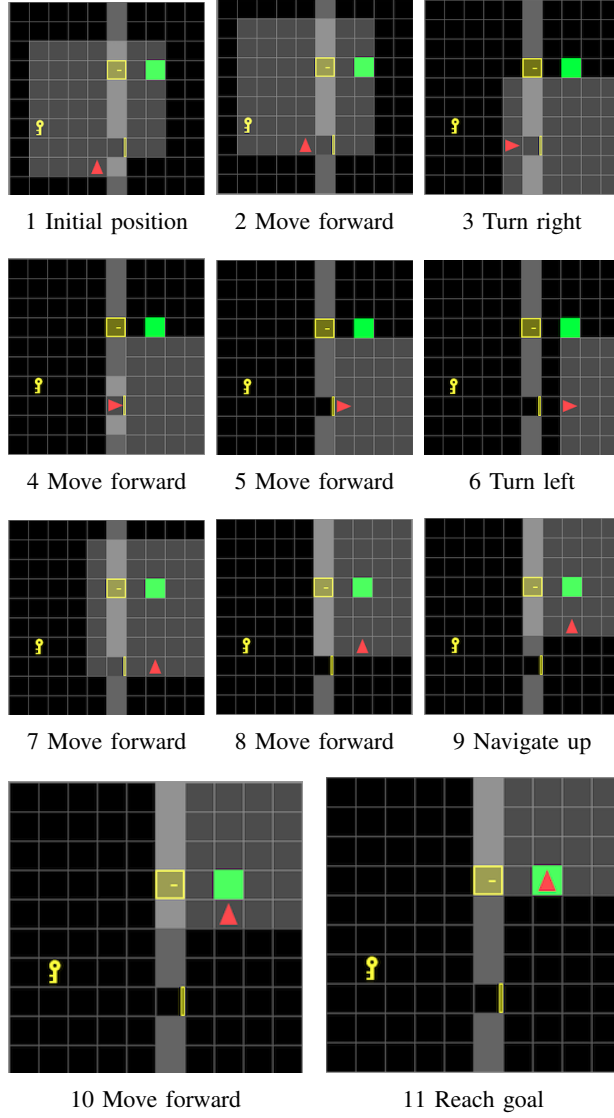 1 Initial position
2 Move forward
3 Turn right
4 Move forward
5 Move forward
6 Turn left
7 Move forward
8 Move forward
9 Navigate up
10 Move forward
11 Reach goal